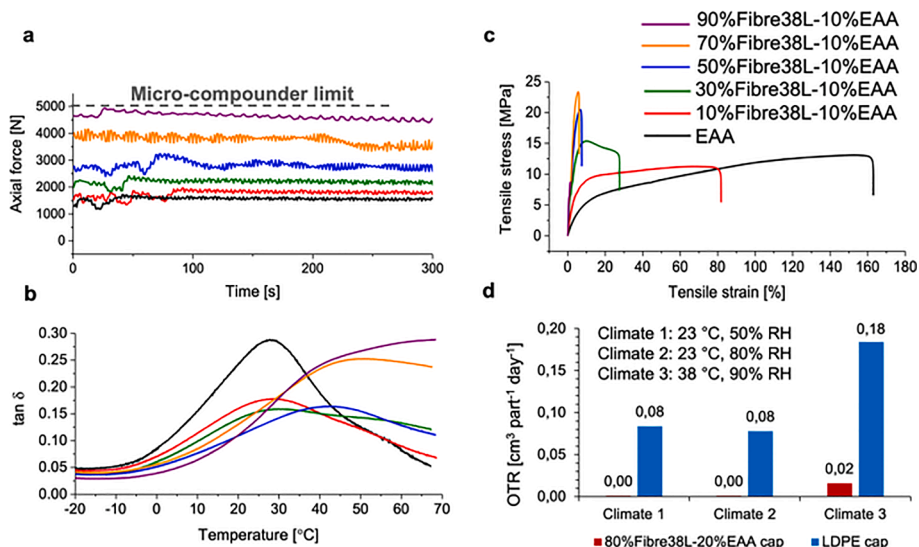 a
Micro-compounder limit
Axial force [N]
5000
4000
3000
2000
1000
0
0
100
200
300
Time [s]
c
90%Fibre38L-10%EAA
70%Fibre38L-10%EAA
50%Fibre38L-10%EAA
30%Fibre38L-10%EAA
10%Fibre38L-10%EAA
EAA
Tensile stress [MPa]
25
20
15
10
5
0
0 20 40 60 80 100 120 140 160 180
Tensile strain [%]
b
tan δ
0.30
0.25
0.20
0.15
0.10
0.05
0.00
-20 -10 0 10 20 30 40 50 60 70
Temperature [°C]
d
OTR [cm³ part⁻¹ day⁻¹]
0,20
0,15
0,10
0,05
0,00
Climate 1: 23 °C, 50% RH
Climate 2: 23 °C, 80% RH
Climate 3: 38 °C, 90% RH
0,00
0,08
0,00
0,08
0,02
0,18
Climate 1 Climate 2 Climate 3
80%Fibre38L-20%EAA cap LDPE cap